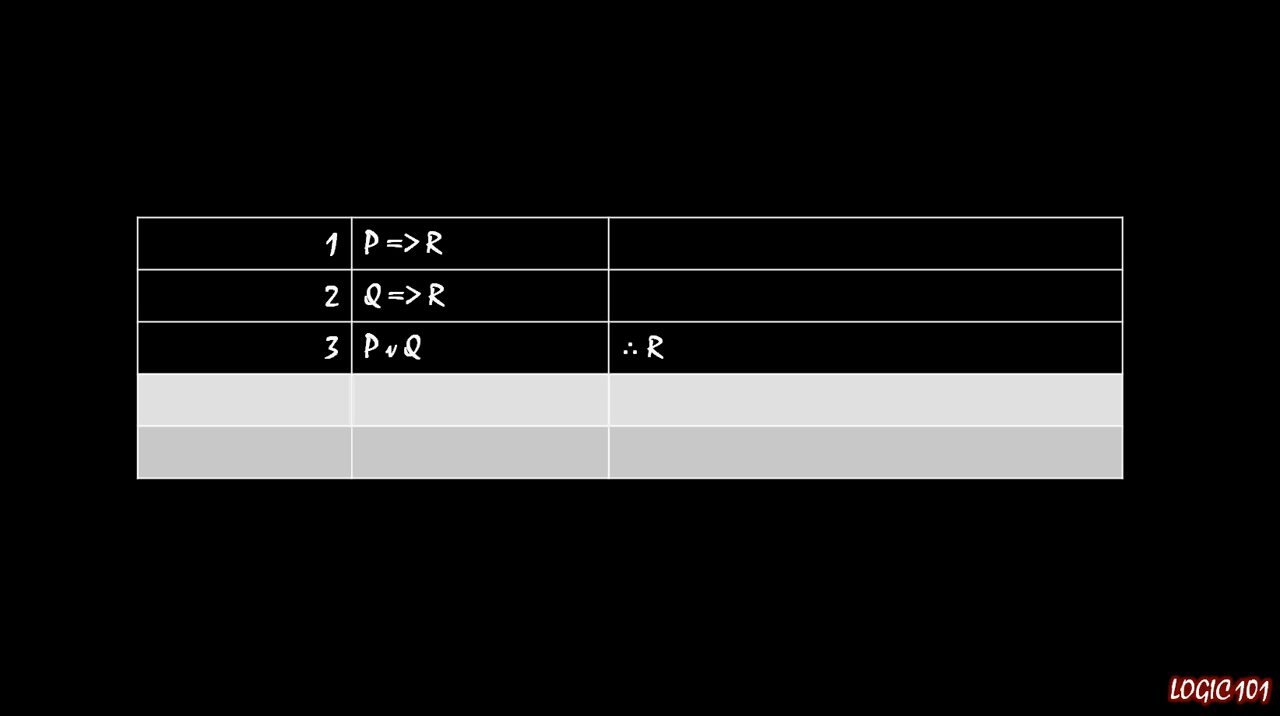 1 P => R
2 Q => R
3 P v Q ∴ R
LOGIC 101